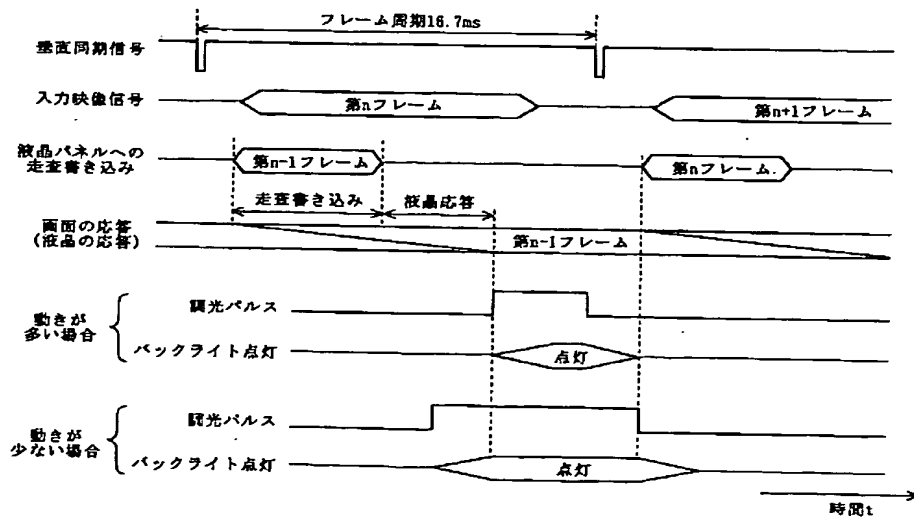 フレーム周期16.7ms
垂直同期信号
入力映像信号
第nフレーム
第n+1フレーム
液晶パネルへの
走査書き込み
第n-1フレーム
第nフレーム.
走査書き込み
液晶応答
画面の応答
(液晶の応答)
第n-1フレーム
動きが
多い場合
調光パルス
バックライト点灯
点灯
動きが
少ない場合
調光パルス
バックライト点灯
点灯
時間t